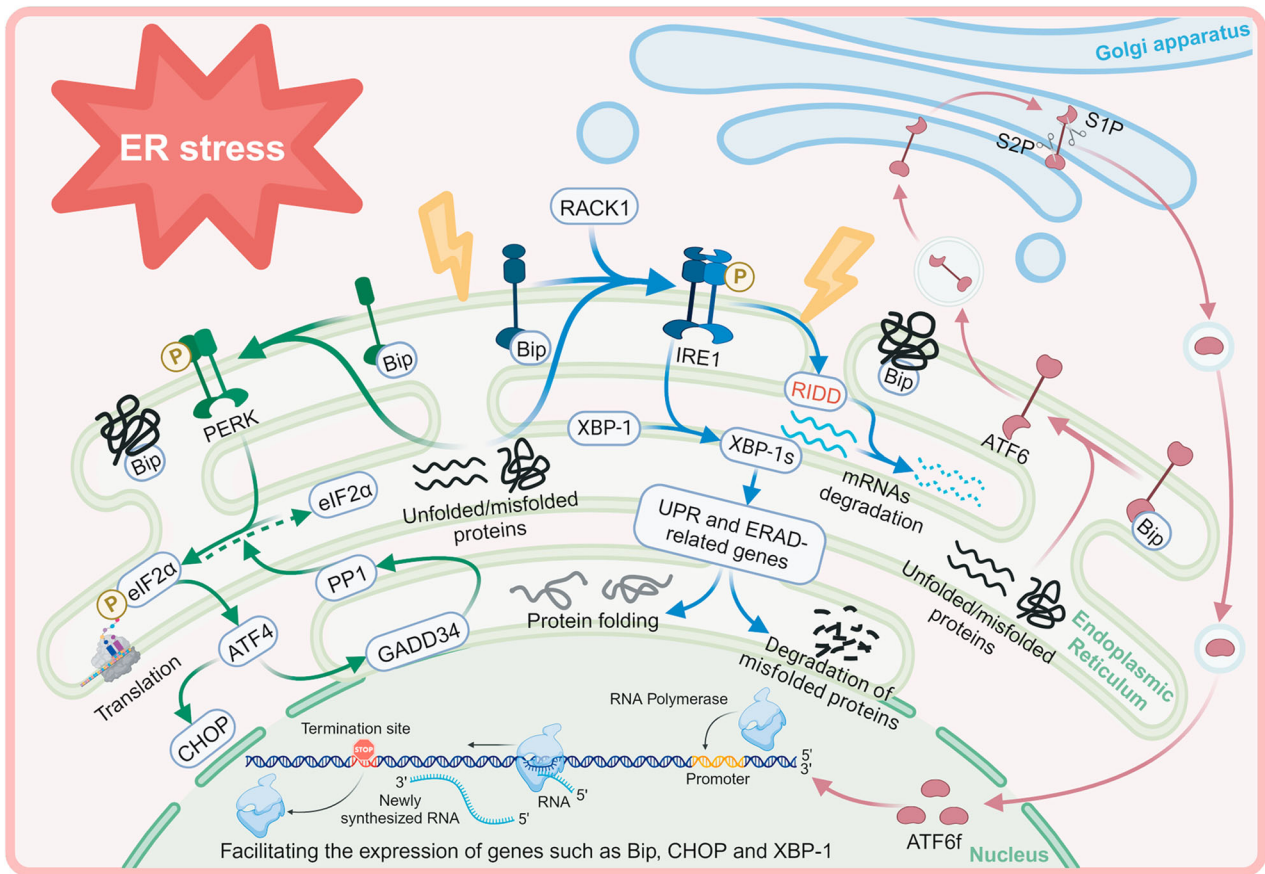 Golgi apparatus
ER stress
S1P
S2P
RACK1
P
Bip
IRE1
Bip
P
Bip
PERK
Bip
RIDD
ATF6
XBP-1
XBP-1s
mRNAs
degradation
Bip
eIF2α
Unfolded/misfolded
proteins
UPR and ERAD-
related genes
Unfolded/misfolded
proteins
eIF2α
P
PP1
Protein folding
Endoplasmic
Reticulum
ATF4
GADD34
Degradation of
misfolded proteins
Translation
CHOP
RNA Polymerase
Termination site
STOP
5'
3'
Promoter
3'
5'
RNA
Newly
synthesized RNA
5'
ATF6f
Nucleus
Facilitating the expression of genes such as Bip, CHOP and XBP-1